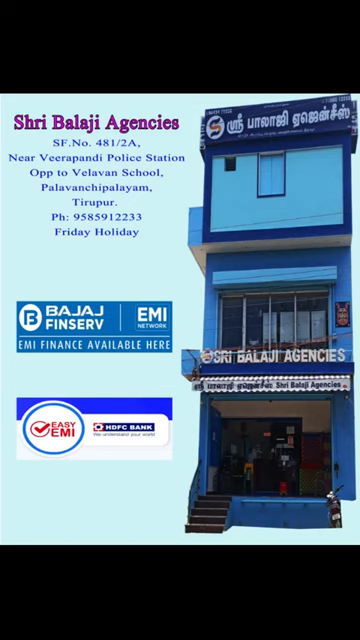 Shri Balaji Agencies
SF.No. 481/2A,
Near Veerapandi Police Station
Opp to Velavan School,
Palavanchipalayam,
Tirupur.
Ph: 9585912233
Friday Holiday
BAJAJ
FINSERV
EMI
NETWORK
EMI FINANCE AVAILABLE HERE
EASY
EMI
HDFC BANK
We understand your world
ஸ்ரீ பாலாஜி ஏஜென்சீஸ்
SRI BALAJI AGENCIES
Shri Balaji Agencies